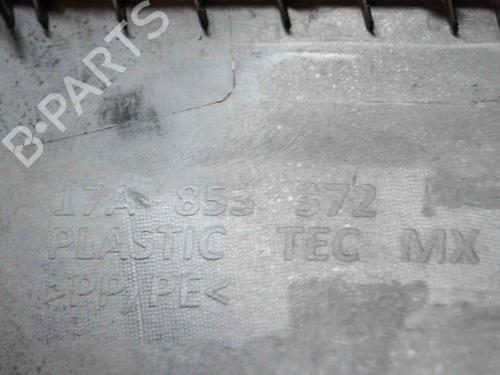 B-PARTS
17A 853 372
PLASTIC TEC MX
>PP/PE<